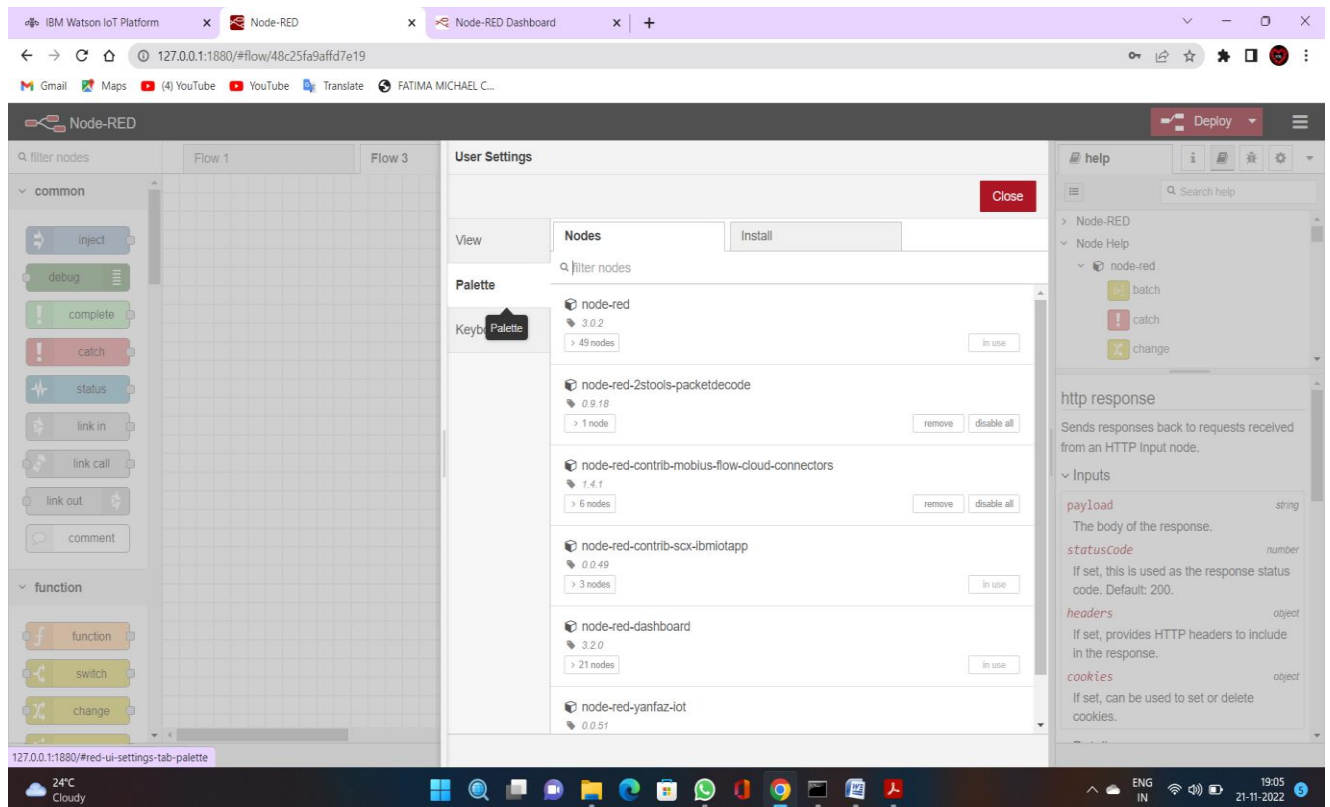 IBM Watson IoT Platform
Node-RED
Node-RED Dashboard
127.0.0.1:1880/#flow/48c25fa9affd7e19
Gmail
Maps
(4) YouTube
YouTube
Translate
FATIMA MICHAEL C...
Node-RED
Deploy
filter nodes
common
inject
debug
complete
catch
status
link in
link call
link out
comment
function
function
switch
change
Flow 1
Flow 3
User Settings
Close
View
Palette
Keybo
Palette
Nodes
Install
filter nodes
node-red
3.0.2
> 49 nodes
in use
node-red-2stools-packetdecode
0.9.18
> 1 node
remove
disable all
node-red-contrib-mobius-flow-cloud-connectors
1.4.1
> 6 nodes
remove
disable all
node-red-contrib-scx-ibmiotapp
0.0.49
> 3 nodes
in use
node-red-dashboard
3.2.0
> 21 nodes
in use
node-red-yanfaz-iot
0.0.51
help
i
Search help
Node-RED
Node Help
node-red
batch
catch
change
http response
Sends responses back to requests received
from an HTTP Input node.
Inputs
payload string
The body of the response.
statusCode number
If set, this is used as the response status
code. Default: 200.
headers object
If set, provides HTTP headers to include
in the response.
cookies object
If set, can be used to set or delete
cookies.
127.0.0.1:1880/#red-ui-settings-tab-palette
24°C
Cloudy
ENG
IN
19:05
21-11-2022
5